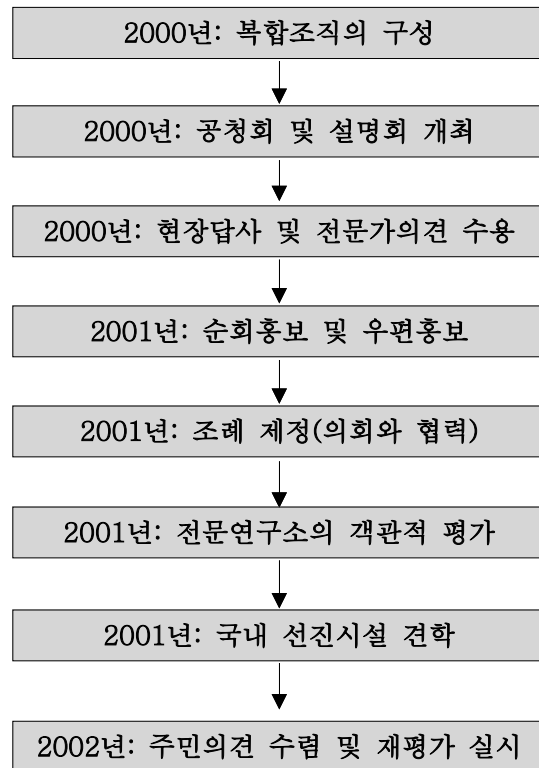 2000년: 복합조직의 구성
2000년: 공청회 및 설명회 개최
2000년: 현장답사 및 전문가의견 수용
2001년: 순회홍보 및 우편홍보
2001년: 조례 제정(의회와 협력)
2001년: 전문연구소의 객관적 평가
2001년: 국내 선진시설 견학
2002년: 주민의견 수렴 및 재평가 실시